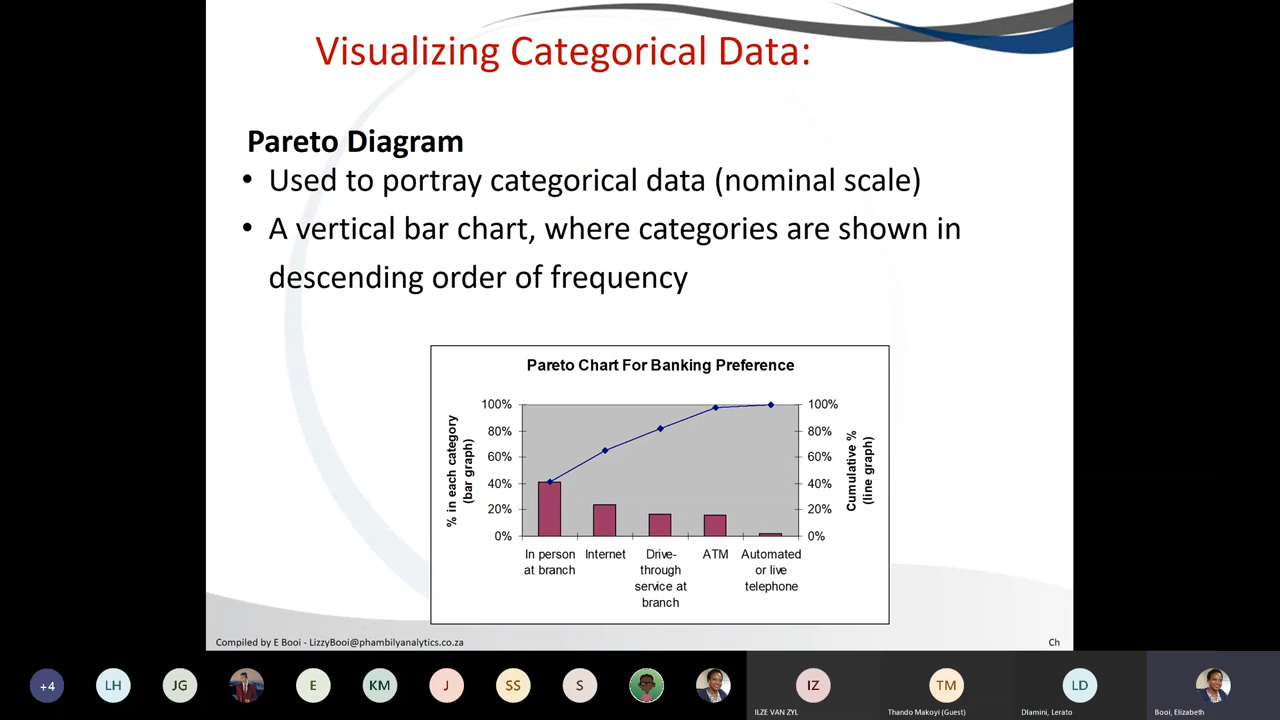 Visualizing Categorical Data:
Pareto Diagram
• Used to portray categorical data (nominal scale)
• A vertical bar chart, where categories are shown in
descending order of frequency
Pareto Chart For Banking Preference
% in each category
(bar graph)
100%
80%
60%
40%
20%
0%
100%
80%
60%
40%
20%
0%
Cumulative %
(line graph)
In person
at branch
Internet
Drive-
through
service at
branch
ATM
Automated
or live
telephone
Compiled by E Booi - LizzyBooi@phambilyanalytics.co.za
Ch
+4
LH
JG
E
KM
J
SS
S
IZ
TM
LD
ILZE VAN ZYL
Thando Makoyi (Guest)
Dlamini, Lerato
Booi, Elizabeth